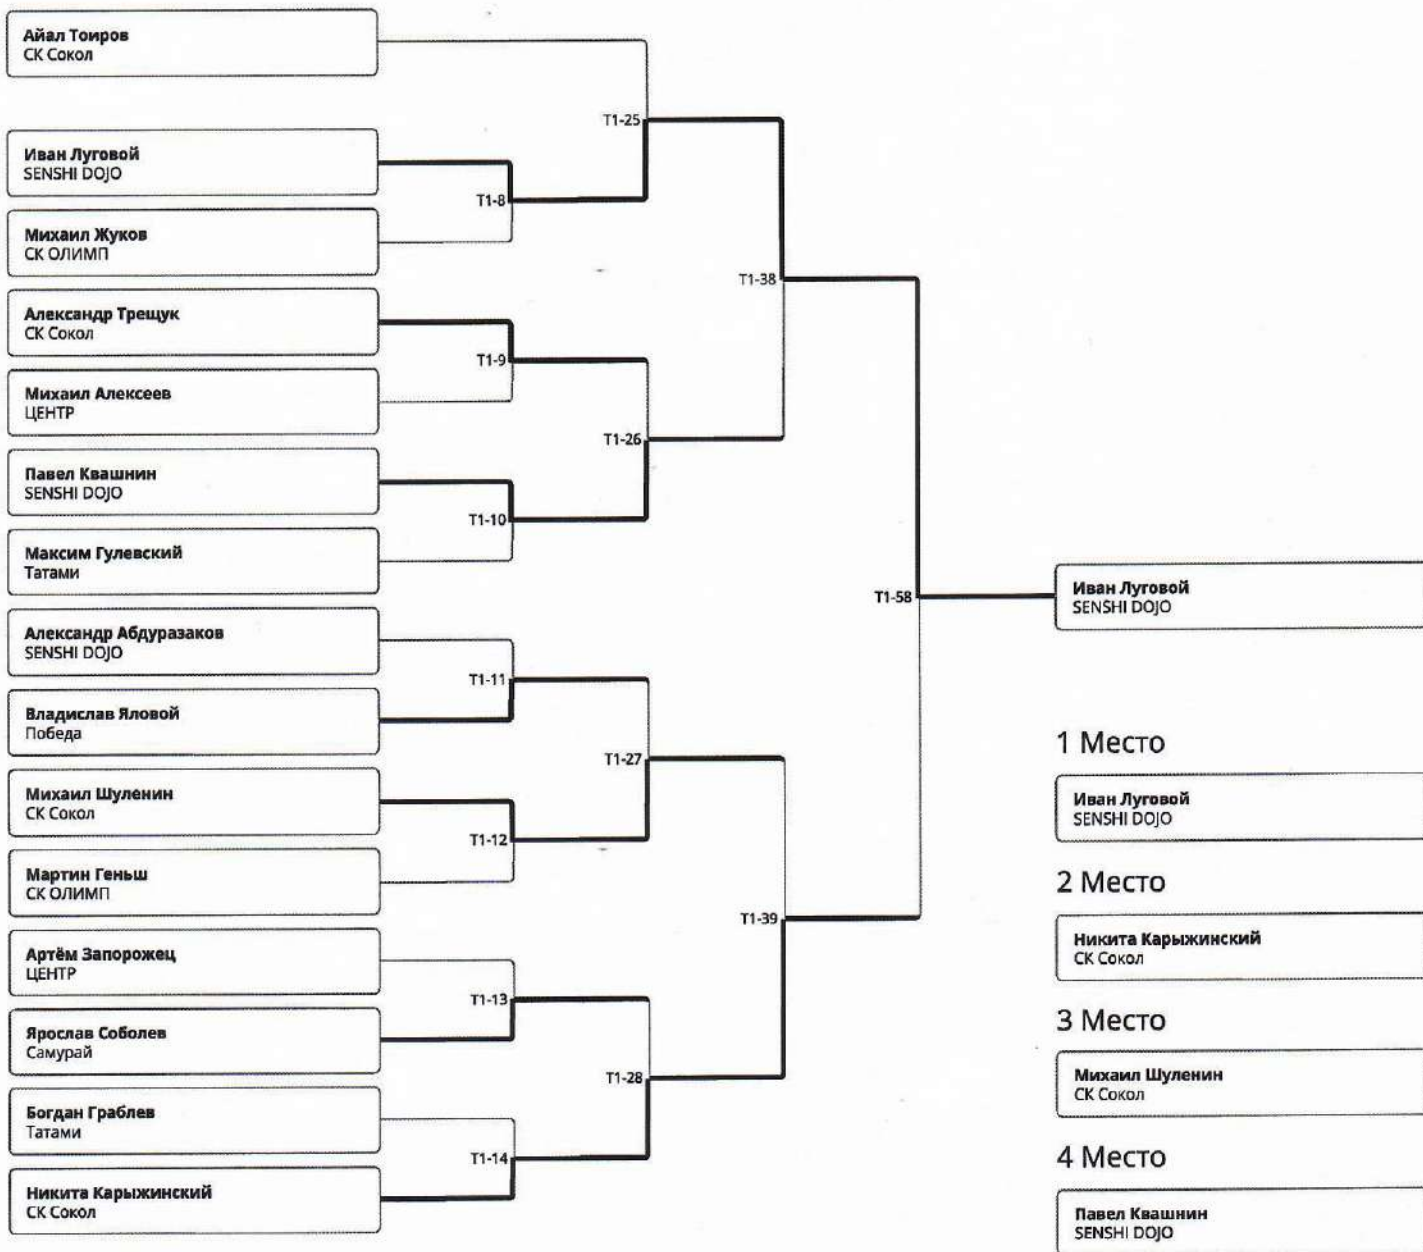 Айал Тоиров
СК Сокол
Иван Луговой
SENSHI DOJO
Михаил Жуков
СК ОЛИМП
Александр Трещук
СК Сокол
Михаил Алексеев
ЦЕНТР
Павел Квашнин
SENSHI DOJO
Максим Гулевский
Татами
Александр Абдуразаков
SENSHI DOJO
Владислав Яловой
Победа
Михаил Шуленин
СК Сокол
Мартин Геньш
СК ОЛИМП
Артём Запорожец
ЦЕНТР
Ярослав Соболев
Самурай
Богдан Граблев
Татами
Никита Карыжинский
СК Сокол
T1-8
T1-9
T1-10
T1-11
T1-12
T1-13
T1-14
T1-25
T1-26
T1-27
T1-28
T1-38
T1-39
T1-58
Иван Луговой
SENSHI DOJO
1 Место
Иван Луговой
SENSHI DOJO
2 Место
Никита Карыжинский
СК Сокол
3 Место
Михаил Шуленин
СК Сокол
4 Место
Павел Квашнин
SENSHI DOJO